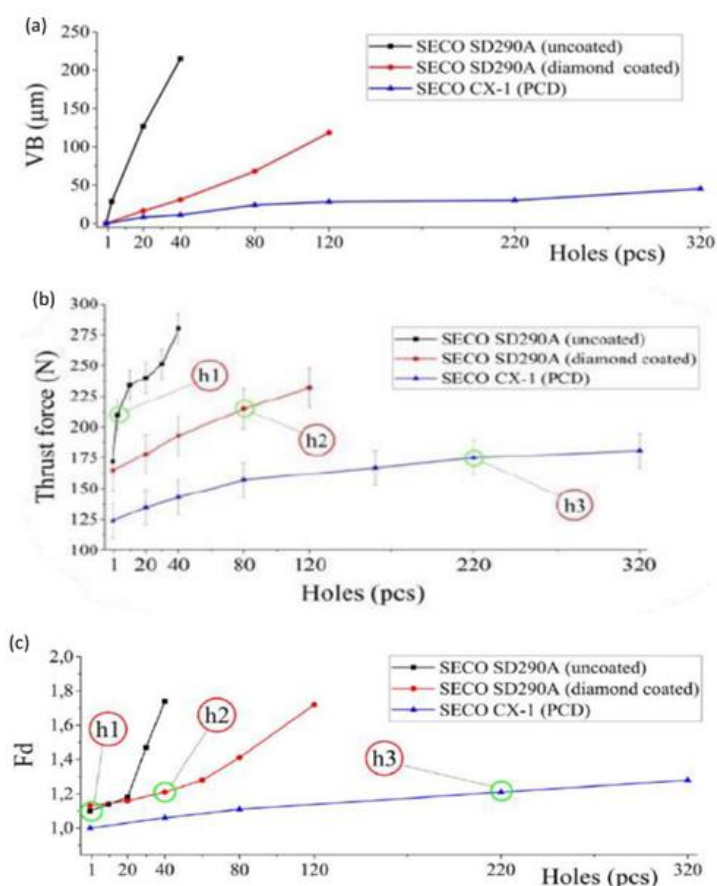 (a)
250
200
150
100
50
0
VB (μm)
SECO SD290A (uncoated)
SECO SD290A (diamond coated)
SECO CX-1 (PCD)
1 20 40 80 120 220 320
Holes (pcs)
(b)
300
275
250
225
200
175
150
125
100
Thrust force (N)
SECO SD290A (uncoated)
SECO SD290A (diamond coated)
SECO CX-1 (PCD)
h1
h2
h3
1 20 40 80 120 220 320
Holes (pcs)
(c)
2,0
1,8
1,6
1,4
1,2
1,0
Fd
SECO SD290A (uncoated)
SECO SD290A (diamond coated)
SECO CX-1 (PCD)
h1
h2
h3
1 20 40 80 120 220 320
Holes (pcs)